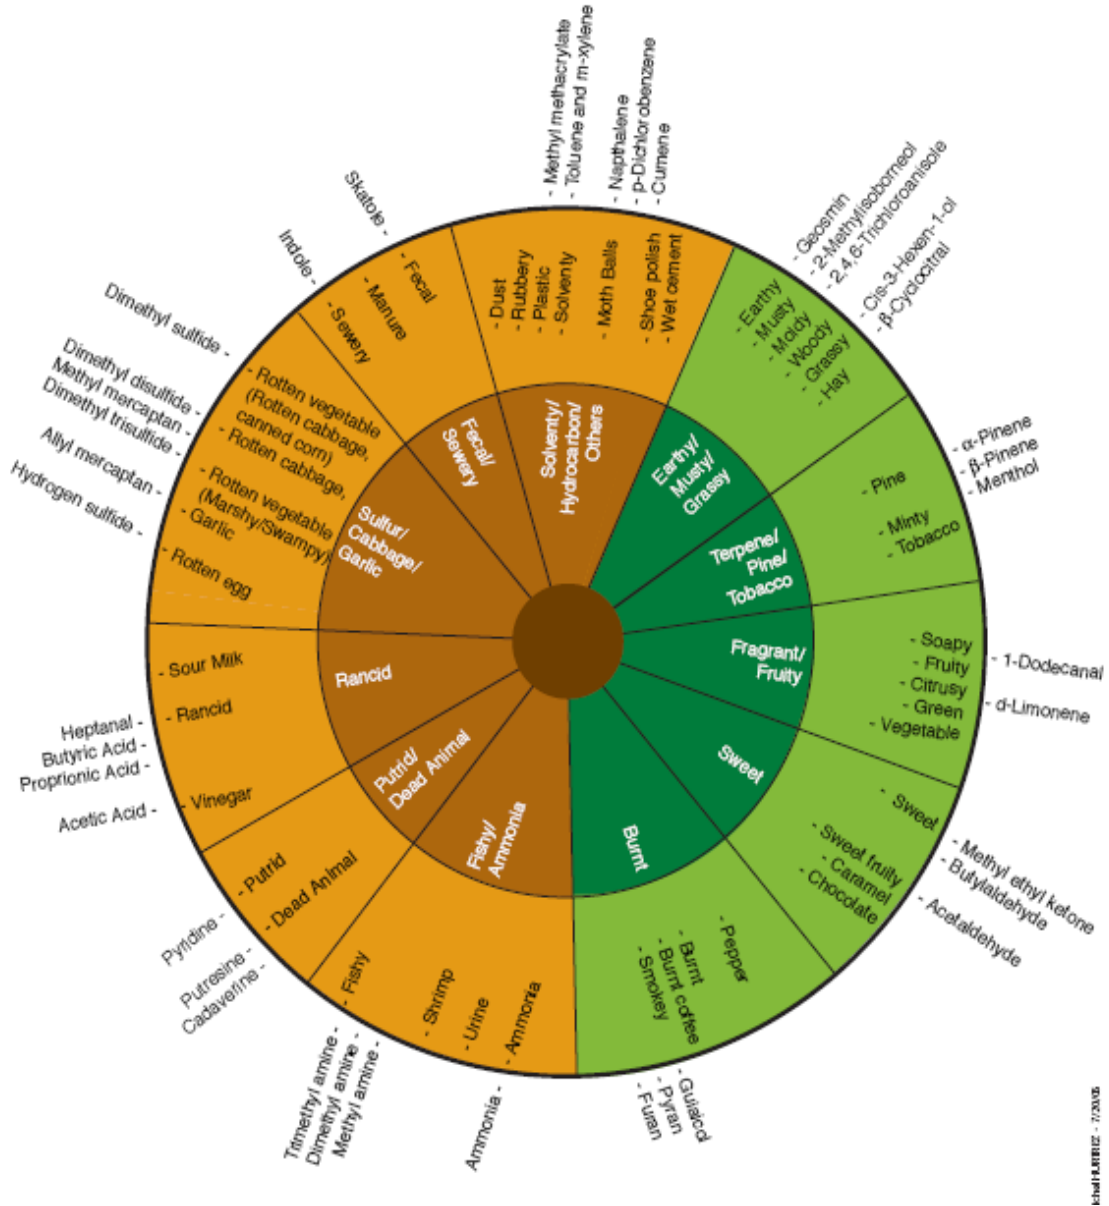 - Methyl methacrylate
- Toluene and m-xylene
- Napthalene
- p-Dichlorobenzene
- Cumene
- Geosmin
- 2-Methylisoborneol
- 2,4,6-Trichloroanisole
- Cis-3-Hexen-1-ol
- β-Cyclocitral
- α-Pinene
- β-Pinene
- Menthol
- 1-Dodecanal
- d-Limonene
- Methyl ethyl ketone
- Butylaldehyde
- Acetaldehyde
- Guiaicol
- Pyran
- Furan
Ammonia -
Methyl amine -
Dimethyl amine -
Trimethyl amine -
Cadaverine -
Putresine -
Pyridine -
Acetic Acid -
Proprionic Acid -
Butyric Acid -
Heptanal -
Hydrogen sulfide -
Allyl mercaptan -
Dimethyl trisulfide -
Methyl mercaptan -
Dimethyl disulfide -
Dimethyl sulfide -
Indole -
Skatole -
- Dust
- Rubbery
- Plastic
- Solventy
- Moth Balls
- Shoe polish
- Wet cement
- Earthy
- Musty
- Moldy
- Woody
- Grassy
- Hay
- Pine
- Minty
- Tobacco
- Soapy
- Fruity
- Citrusy
- Green
- Vegetable
- Sweet
- Sweet fruity
- Caramel
- Chocolate
- Pepper
- Burnt
- Burnt coffee
- Smokey
- Ammonia
- Urine
- Shrimp
- Fishy
- Dead Animal
- Putrid
- Vinegar
- Rancid
- Sour Milk
- Rotten egg
- Garlic
- Rotten vegetable
(Marshy/Swampy)
- Rotten cabbage,
canned corn)
(Rotten cabbage,
- Rotten vegetable
- Sewery
- Manure
- Fecal
Solventy/
Hydrocarbon/
Others
Earthy/
Musty/
Grassy
Terpene/
Pine/
Tobacco
Fragrant/
Fruity
Sweet
Burnt
Fishy/
Ammonia
Putrid/
Dead Animal
Rancid
Sulfur/
Cabbage/
Garlic
Fecal/
Sewery